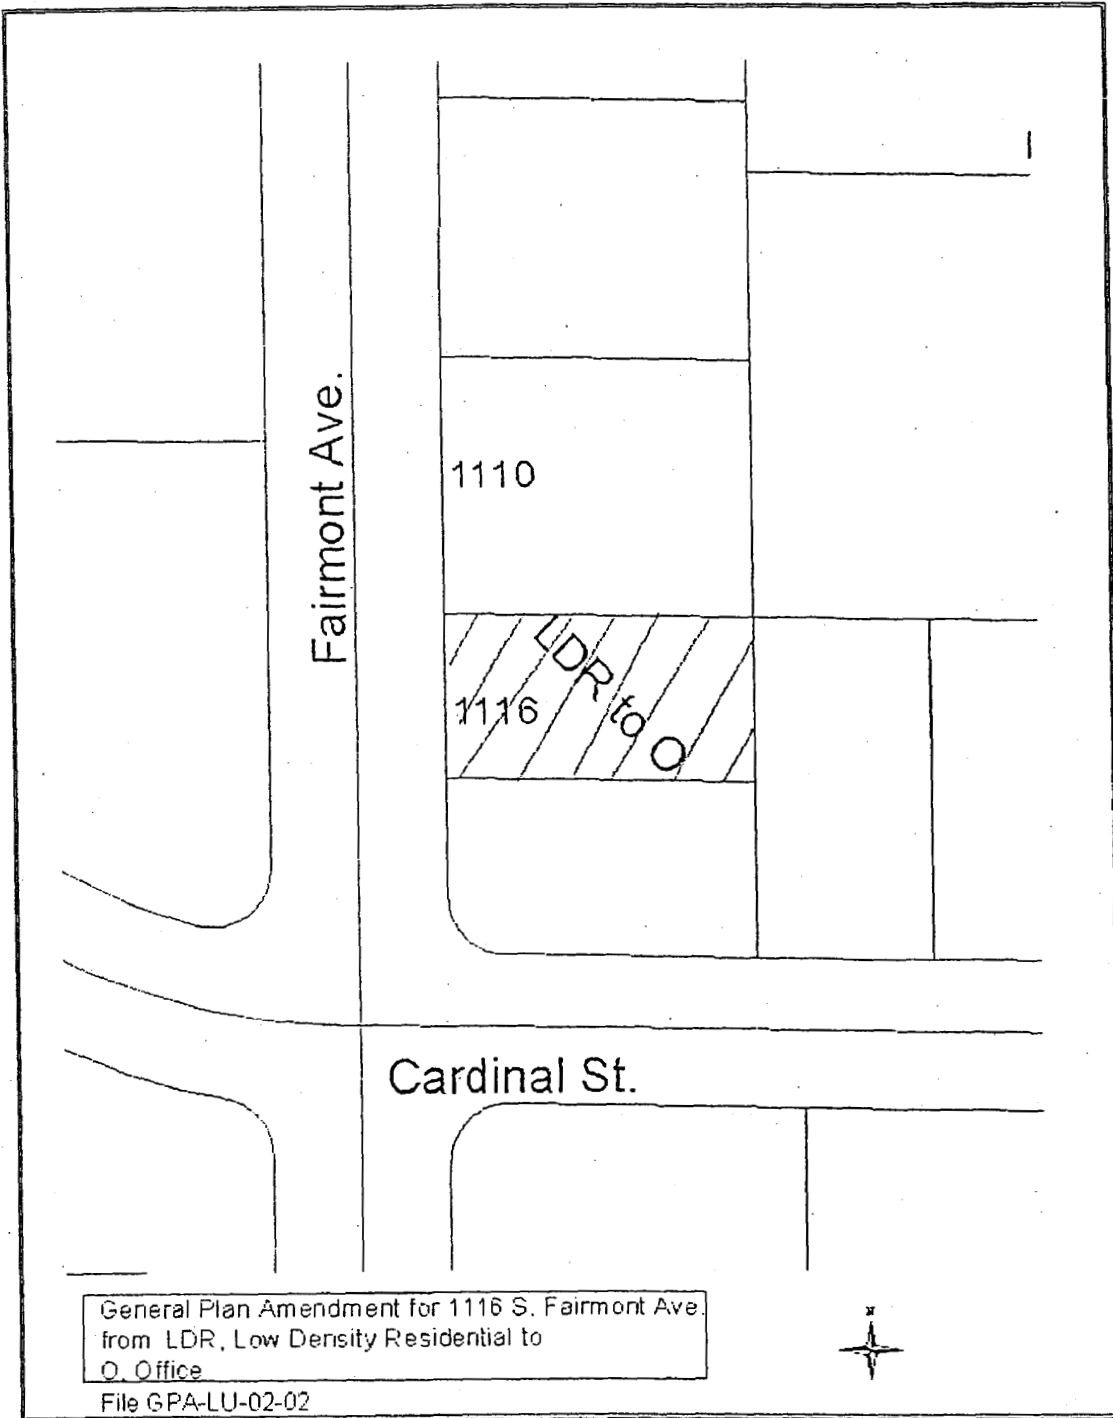 Fairmont Ave.
1110
LDR to O
1116
Cardinal St.
General Plan Amendment for 1116 S. Fairmont Ave.
from LDR, Low Density Residential to
O, Office
File GPA-LU-02-02
N